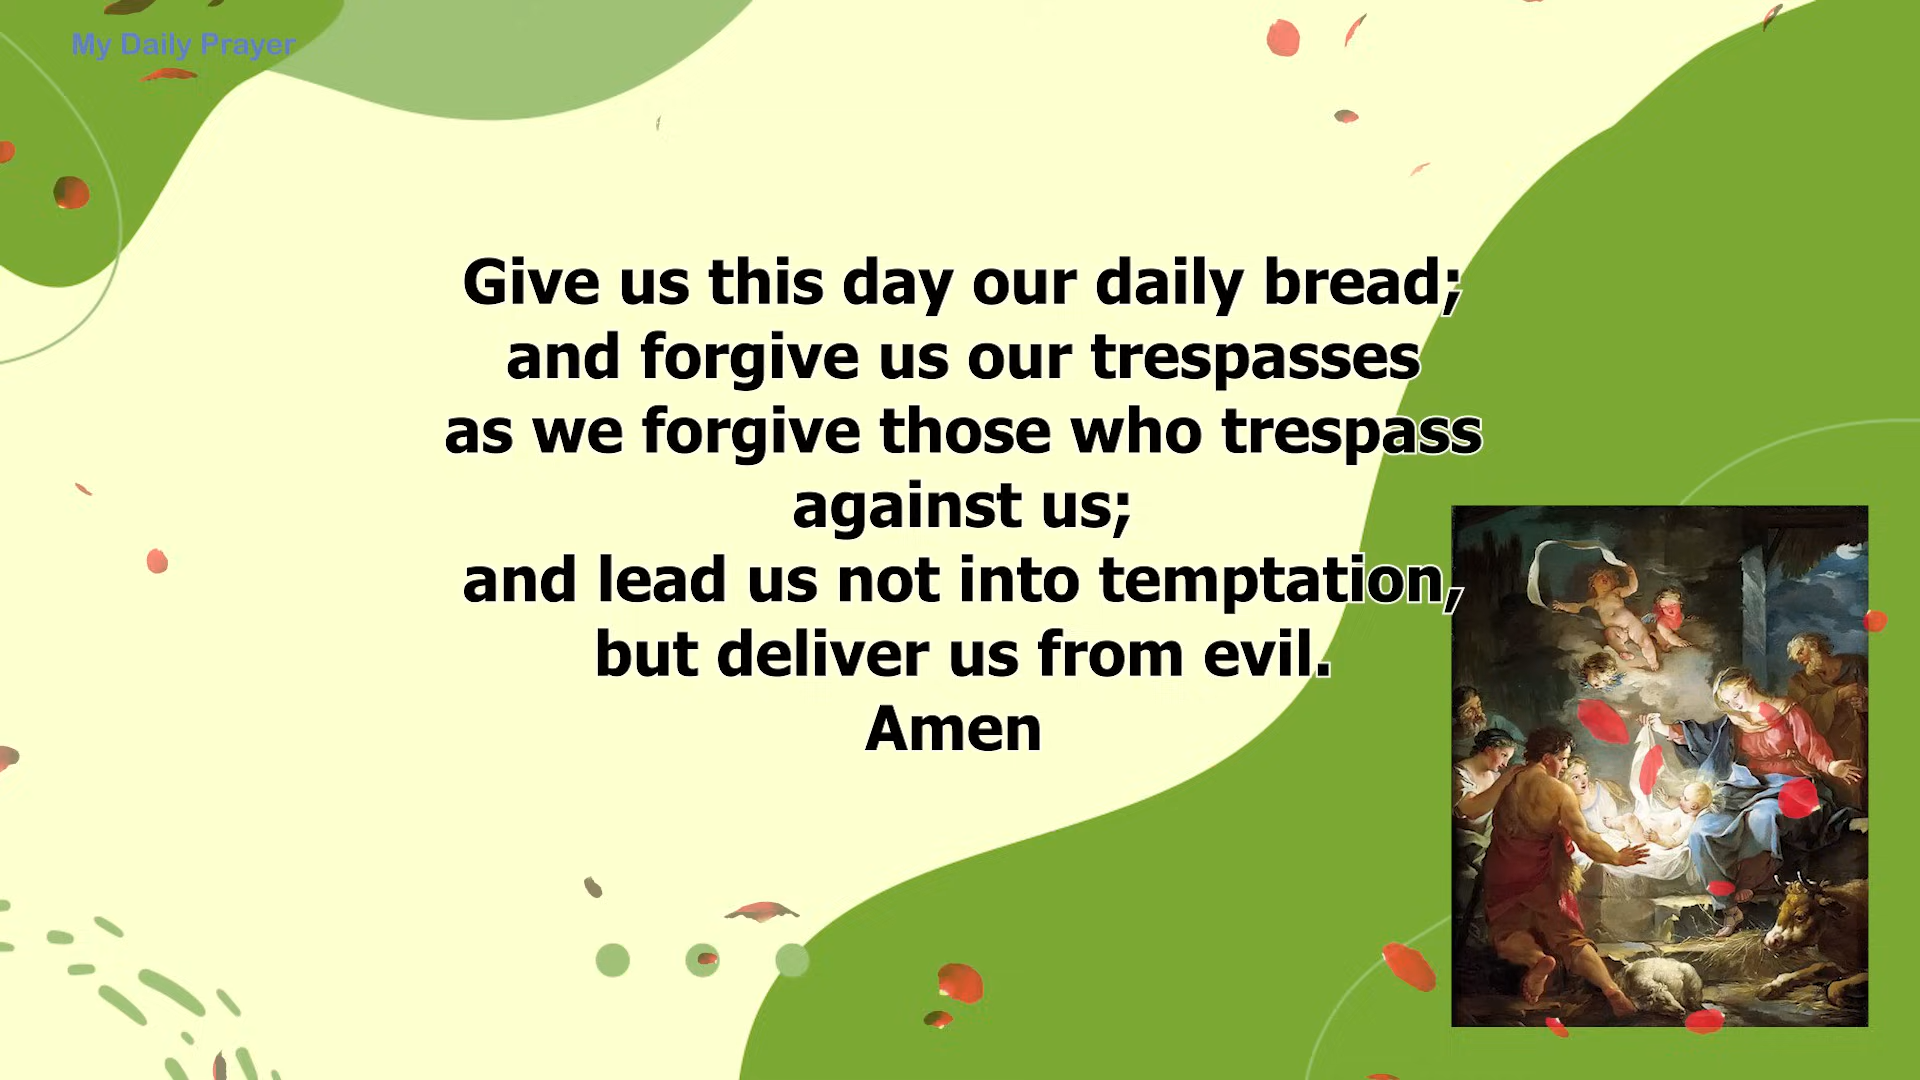 My Daily Prayer
Give us this day our daily bread;
and forgive us our trespasses
as we forgive those who trespass
against us;
and lead us not into temptation,
but deliver us from evil.
Amen